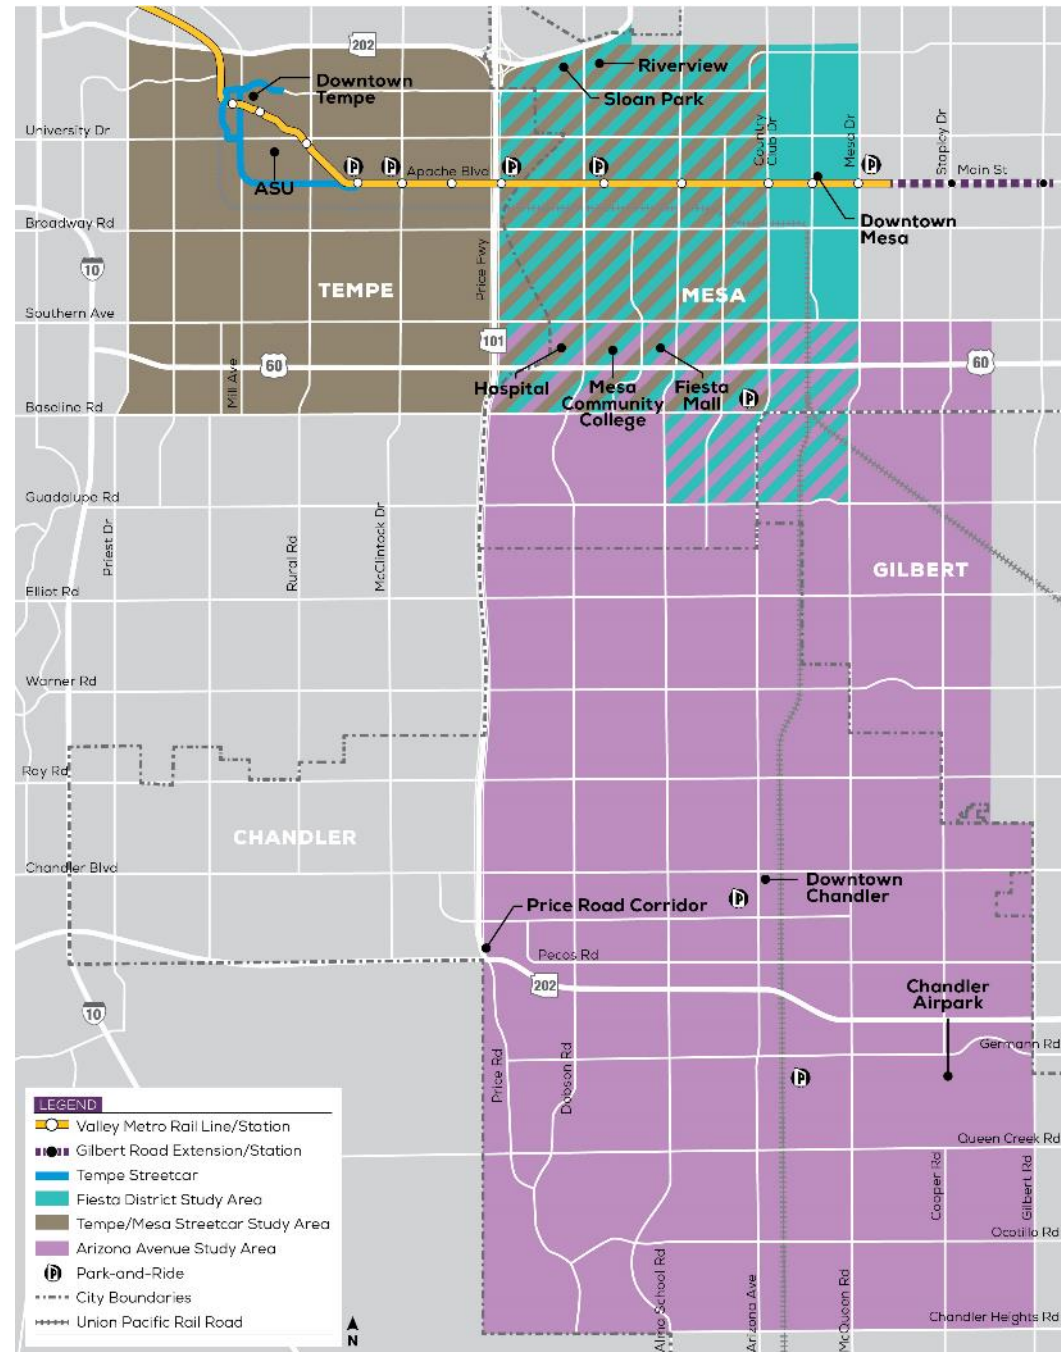 202
Riverview
Downtown
Tempe
Sloan Park
University Dr
Country
Club Dr
Mesa Dr
Stapley Dr
P
P
P
P
P
Apache Blvd
Main St
ASU
Broadway Rd
Downtown
Mesa
Price Fwy
10
TEMPE
MESA
Southern Ave
101
60
60
Mill Ave
Hospital
Mesa
Community
College
Fiesta
Mall
P
Baseline Rd
Guadalupe Rd
Priest Dr
Rural Rd
McClintock Dr
GILBERT
Elliot Rd
Warner Rd
Ray Rd
CHANDLER
Chandler Blvd
Downtown
Chandler
P
Price Road Corridor
Pecos Rd
202
Chandler
Airpark
10
Germann Rd
Price Rd
Dobson Rd
P
LEGEND
Valley Metro Rail Line/Station
Gilbert Road Extension/Station
Tempe Streetcar
Fiesta District Study Area
Tempe/Mesa Streetcar Study Area
Arizona Avenue Study Area
P Park-and-Ride
City Boundaries
Union Pacific Rail Road
N
Queen Creek Rd
Cooper Rd
Gilbert Rd
Ocotillo Rd
Alma School Rd
Arizona Ave
McQueen Rd
Chandler Heights Rd